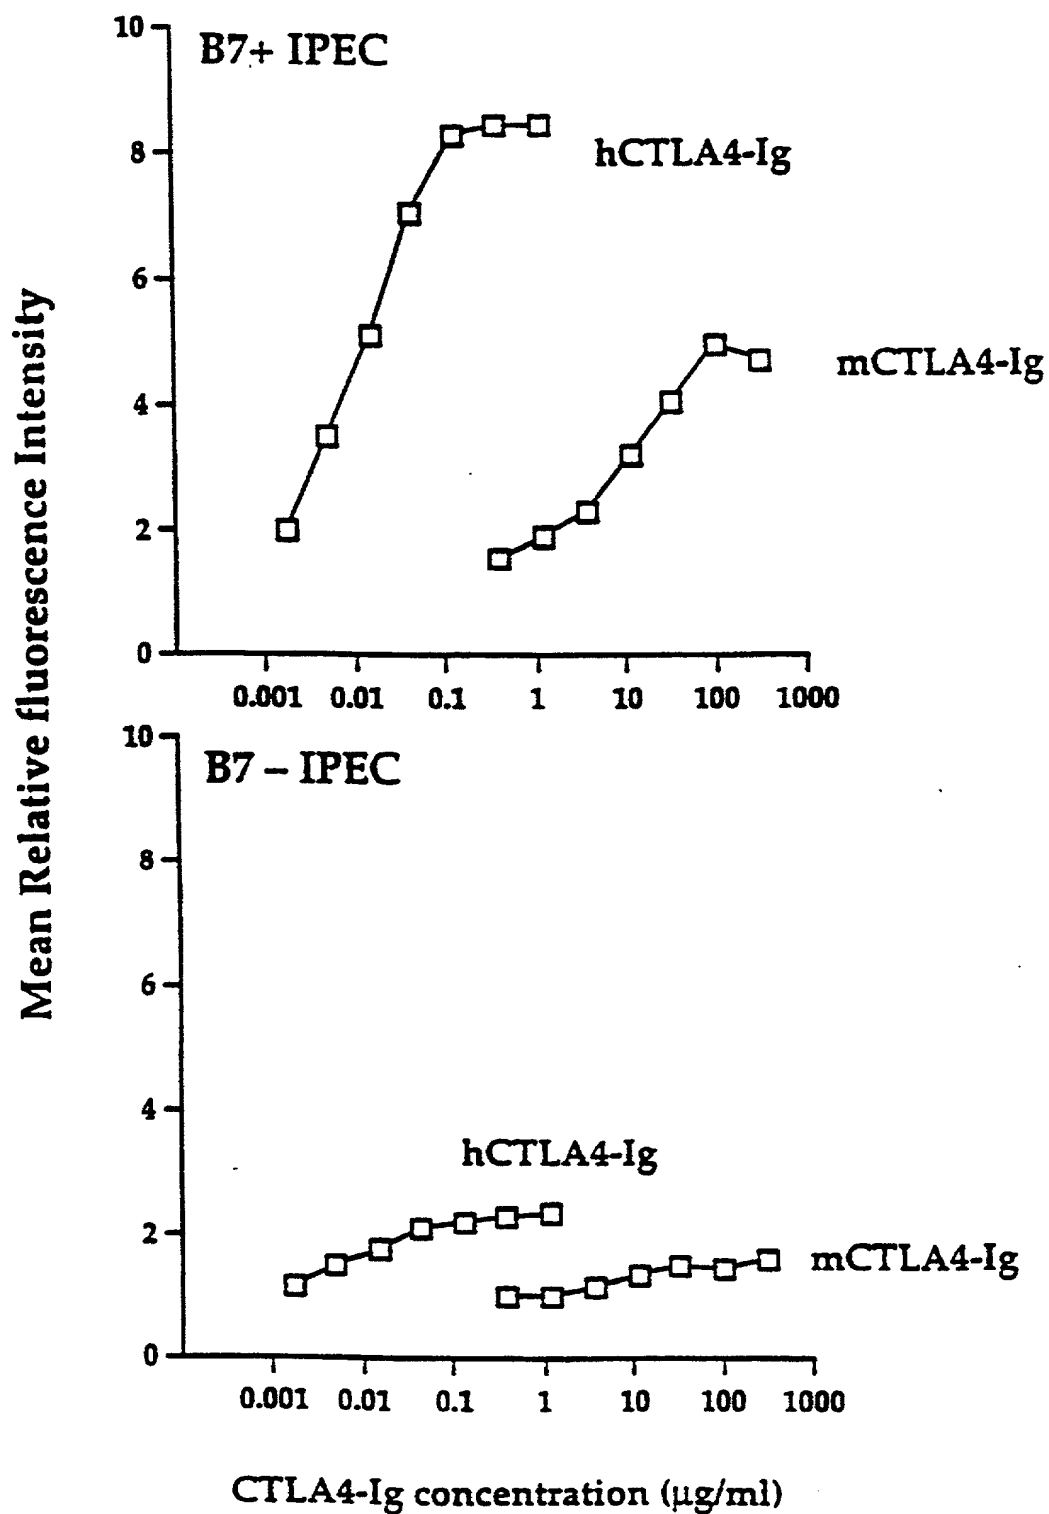 Mean Relative fluorescence Intensity
B7+ IPEC
10
8
6
4
2
0
hCTLA4-Ig
mCTLA4-Ig
0.001 0.01 0.1 1 10 100 1000
B7 – IPEC
10
8
6
4
2
0
hCTLA4-Ig
mCTLA4-Ig
0.001 0.01 0.1 1 10 100 1000
CTLA4-Ig concentration (μg/ml)